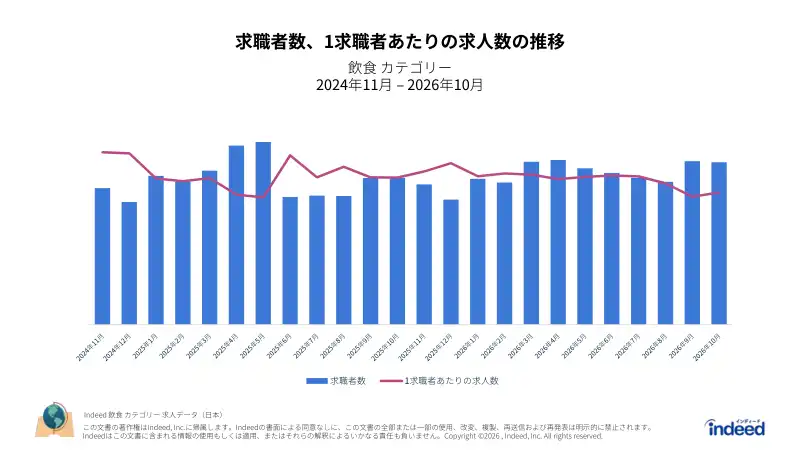 求職者数、1求職者あたりの求人数の推移
飲食 カテゴリー
2024年11月 – 2026年10月
2024年11月
2024年12月
2025年1月
2025年2月
2025年3月
2025年4月
2025年5月
2025年6月
2025年7月
2025年8月
2025年9月
2025年10月
2025年11月
2025年12月
2026年1月
2026年2月
2026年3月
2026年4月
2026年5月
2026年6月
2026年7月
2026年8月
2026年9月
2026年10月
求職者数 1求職者あたりの求人数
Indeed 飲食 カテゴリー 求人データ（日本）
この文書の著作権はIndeed, Inc.に帰属します。Indeedの書面による同意なしに、この文書の全部または一部の使用、改変、複製、再送信および再発表は明示的に禁止されます。
Indeedはこの文書に含まれる情報の使用もしくは適用、またはそれらの解釈によるいかなる責任も負いません。Copyright ©2026 , Indeed, Inc. All rights reserved.
インディード
indeed